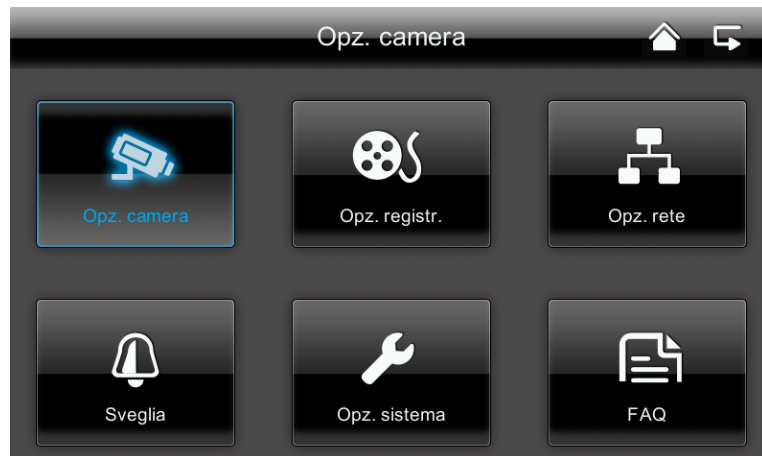 Opz. camera
Opz. camera
Opz. registr.
Opz. rete
Sveglia
Opz. sistema
FAQ